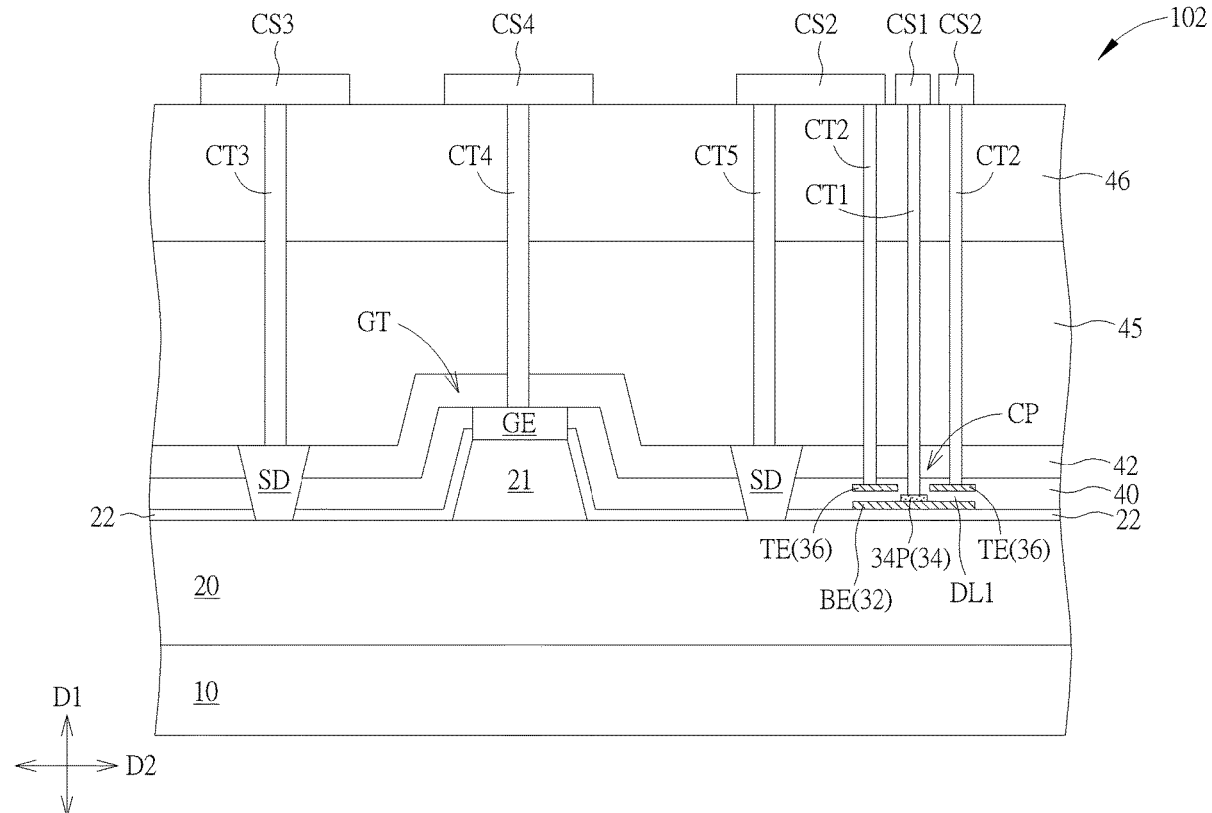 CS3
CS4
CS2
CS1
CS2
102
CT3
CT4
CT5
CT2
CT1
CT2
46
GT
45
CP
GE
SD
21
SD
42
40
22
22
TE(36)
34P(34)
TE(36)
BE(32)
DL1
20
10
D1
D2